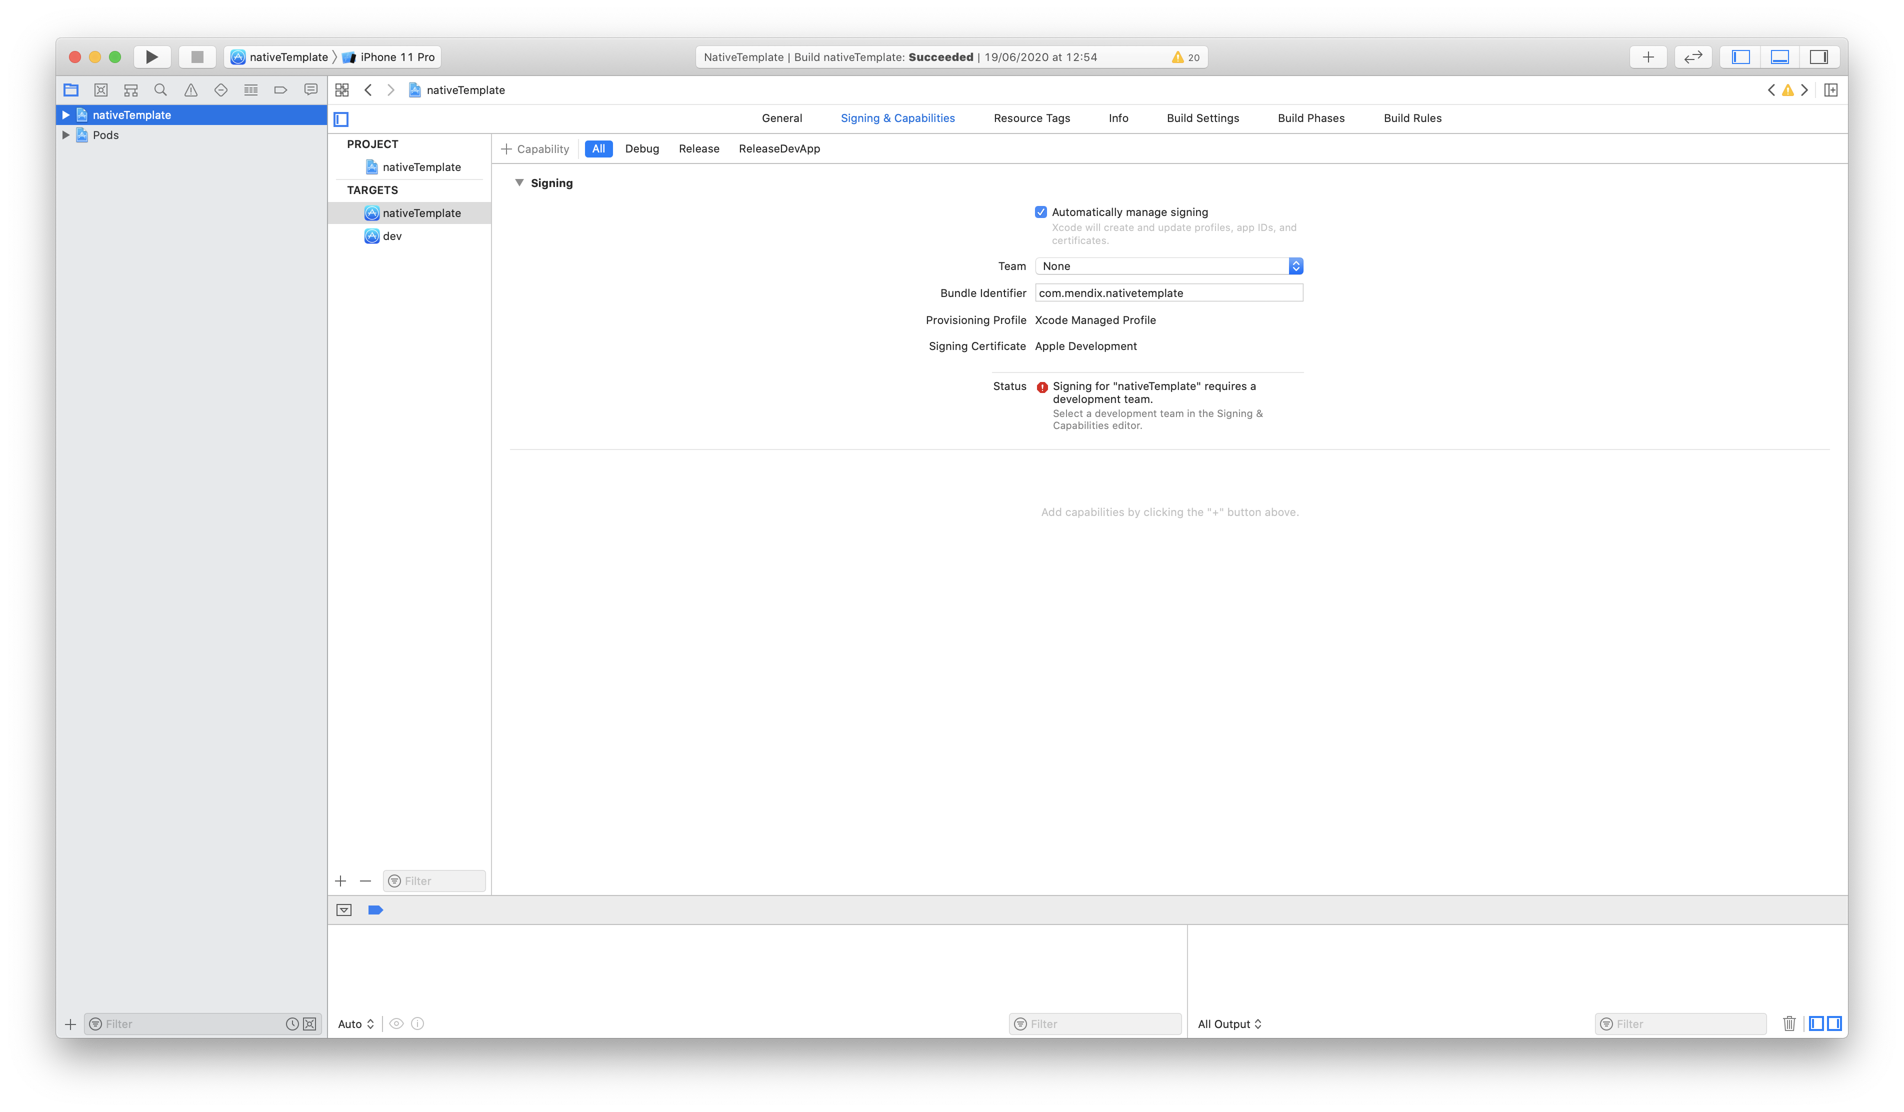 nativeTemplate
iPhone 11 Pro
NativeTemplate | Build nativeTemplate: Succeeded | 19/06/2020 at 12:54
20
nativeTemplate
Pods
nativeTemplate
General
Signing & Capabilities
Resource Tags
Info
Build Settings
Build Phases
Build Rules
PROJECT
nativeTemplate
TARGETS
nativeTemplate
dev
+ Capability
All
Debug
Release
ReleaseDevApp
Signing
Automatically manage signing
Xcode will create and update profiles, app IDs, and
certificates.
Team
None
Bundle Identifier
com.mendix.nativetemplate
Provisioning Profile
Xcode Managed Profile
Signing Certificate
Apple Development
Status
Signing for "nativeTemplate" requires a
development team.
Select a development team in the Signing &
Capabilities editor.
Add capabilities by clicking the "+" button above.
Filter
Filter
Auto
Filter
All Output
Filter